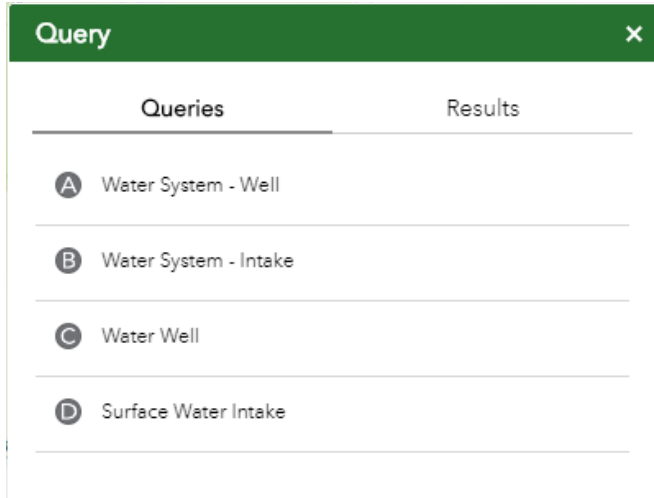 Query ×
Queries Results
A Water System - Well
B Water System - Intake
C Water Well
D Surface Water Intake